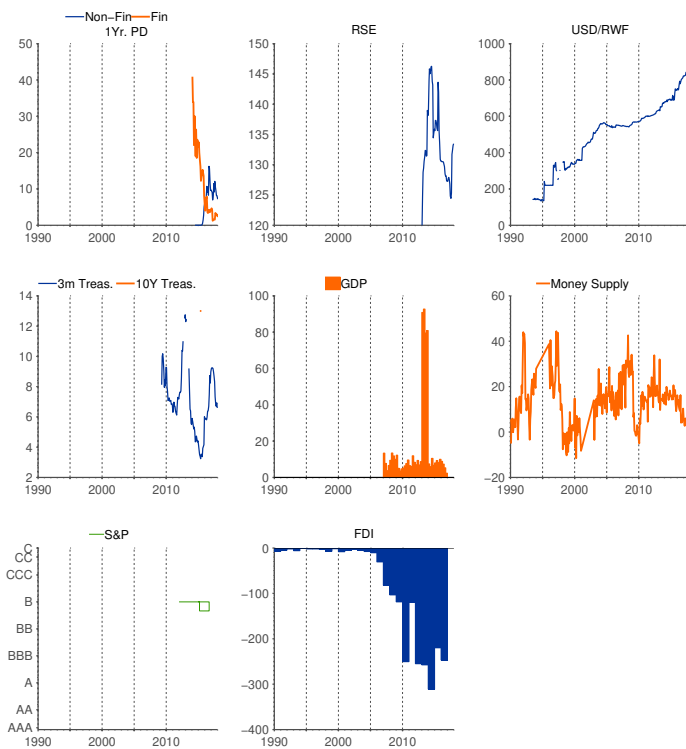 Non−Fin Fin
1Yr. PD
50
40
30
20
10
0
1990 2000 2010
RSE
150
145
140
135
130
125
120
1990 2000 2010
USD/RWF
1000
800
600
400
200
0
1990 2000 2010
3m Treas. 10Y Treas.
14
12
10
8
6
4
2
1990 2000 2010
GDP
100
80
60
40
20
0
1990 2000 2010
Money Supply
60
40
20
0
−20
1990 2000 2010
S&P
C
CC
CCC
B
BB
BBB
A
AA
AAA
1990 2000 2010
FDI
0
−100
−200
−300
−400
1990 2000 2010